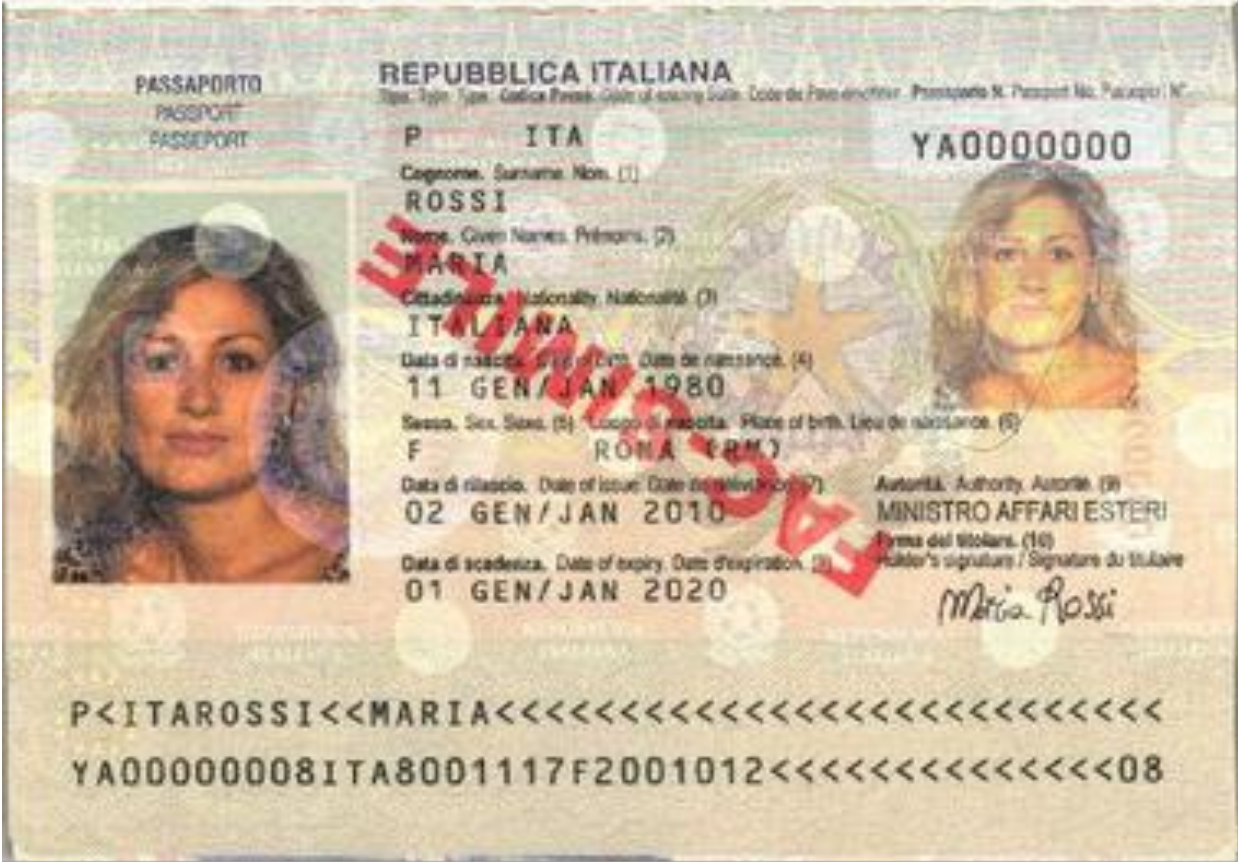 PASSAPORTO
PASSPORT
PASSEPORT
REPUBBLICA ITALIANA
Tipo. Type. Type. Codice Paese. Code of issuing State. Code de Pays émetteur. Passaporto N. Passport No. Passeport N°.
P ITA YA0000000
Cognome. Surname. Nom. (1)
ROSSI
Nome. Given Names. Prénoms. (2)
MARIA
Cittadinanza. Nationality. Nationalité. (3)
ITALIANA
Data di nascita. Date of birth. Date de naissance. (4)
11 GEN/JAN 1980
Sesso. Sex. Sexe. (5) Luogo di nascita. Place of birth. Lieu de naissance. (6)
F ROMA (RM)
Data di rilascio. Date of issue. Date de délivrance. (7)
02 GEN/JAN 2010
Data di scadenza. Date of expiry. Date d'expiration. (8)
01 GEN/JAN 2020
Autorità. Authority. Autorité. (9)
MINISTRO AFFARI ESTERI
Firma del titolare. (10)
Holder's signature / Signature du titulaire
Maria Rossi
FAC-SIMILE
P<ITAROSSI<<MARIA<<<<<<<<<<<<<<<<<<<<<<<<<<<
YA00000008ITA8001117F2001012<<<<<<<<<<<<<<08